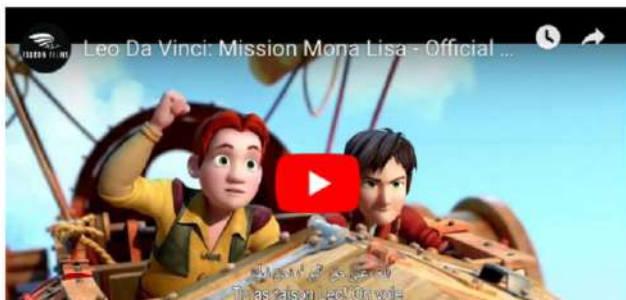 Leo Da Vinci: Mission Mona Lisa - Official ...
Tu as raison Leo! On vole